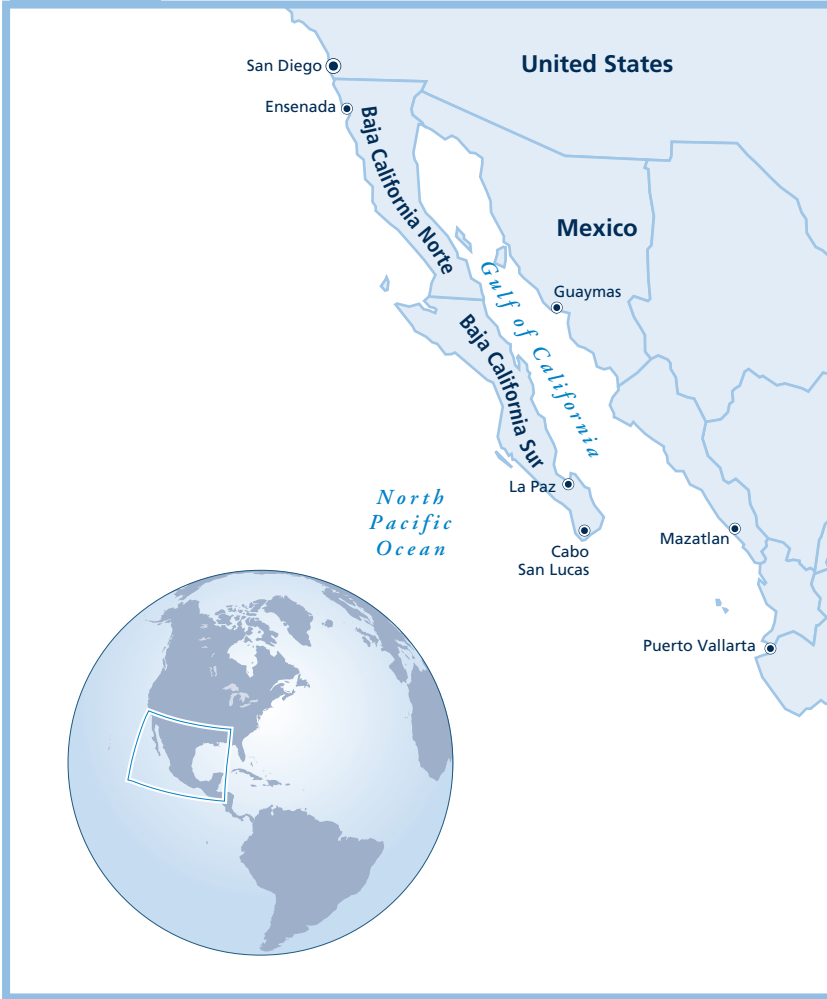 San Diego
United States
Ensenada
Baja California Norte
Mexico
Gulf of California
Guaymas
Baja California Sur
La Paz
North
Pacific
Ocean
Cabo
San Lucas
Mazatlan
Puerto Vallarta